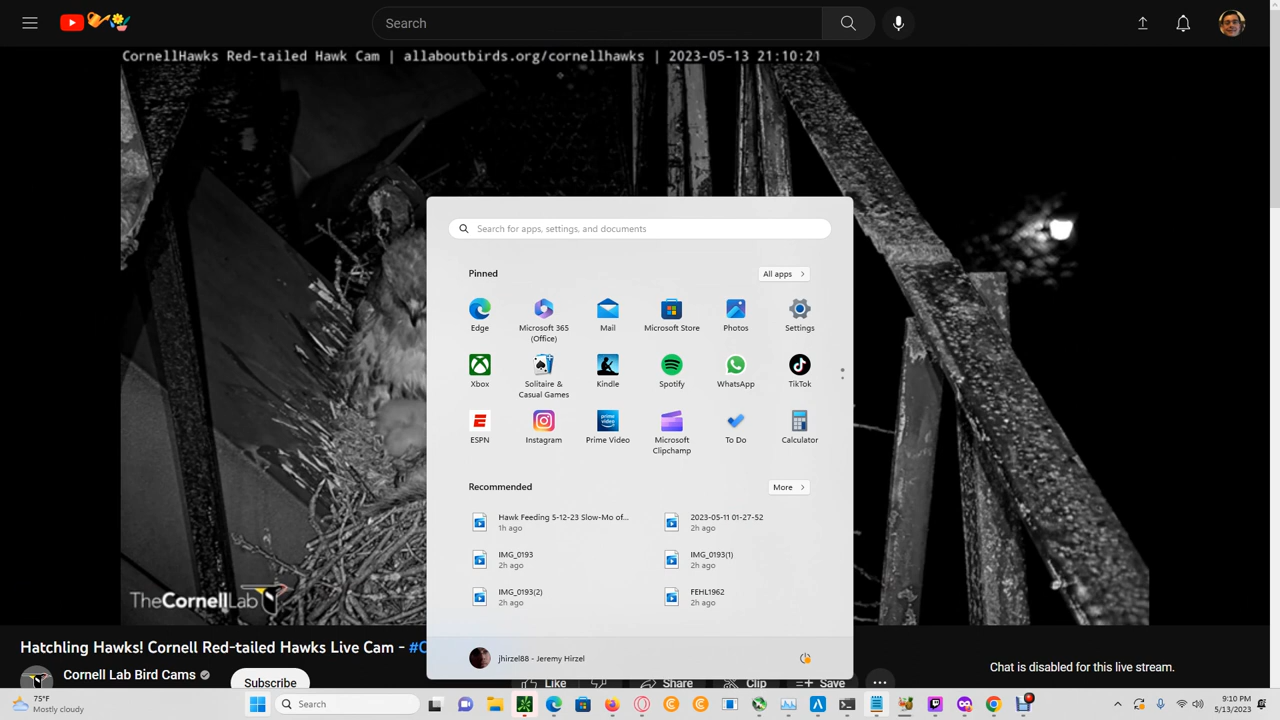 Search
CornellHawks Red-tailed Hawk Cam | allaboutbirds.org/cornellhawks | 2023-05-13 21:10:21
Search for apps, settings, and documents
Pinned
All apps
Edge
Microsoft 365 (Office)
Mail
Microsoft Store
Photos
Settings
Xbox
Solitaire & Casual Games
Kindle
Spotify
WhatsApp
TikTok
ESPN
Instagram
prime video
Prime Video
Microsoft Clipchamp
To Do
Calculator
Recommended
More
Hawk Feeding 5-12-23 Slow-Mo of...
1h ago
2023-05-11 01-27-52
2h ago
IMG_0193
2h ago
IMG_0193(1)
2h ago
IMG_0193(2)
2h ago
FEHL1962
2h ago
jhirzel88 - Jeremy Hirzel
TheCornellLab
Hatchling Hawks! Cornell Red-tailed Hawks Live Cam - #C
Cornell Lab Bird Cams
Subscribe
Like
Share
Clip
Save
Chat is disabled for this live stream.
75°F
Mostly cloudy
Search
9:10 PM
5/13/2023